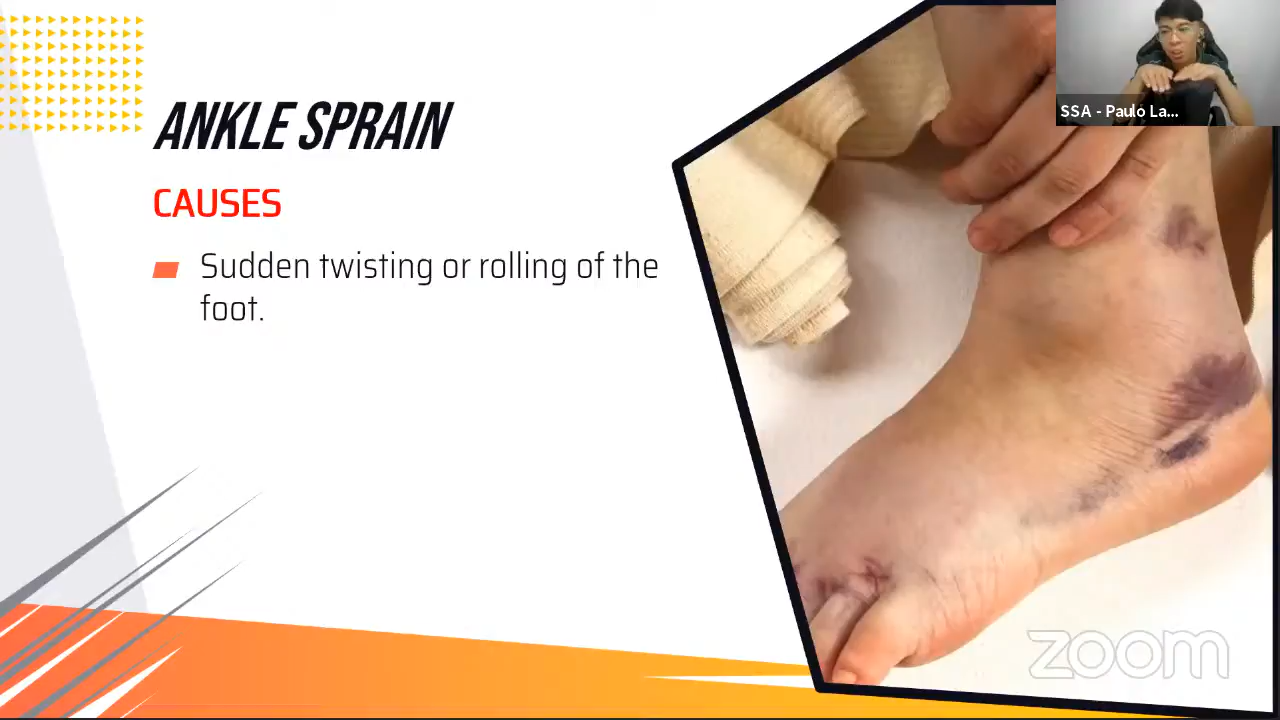 ANKLE SPRAIN
CAUSES
Sudden twisting or rolling of the
foot.
SSA - Paulo La...
zoom